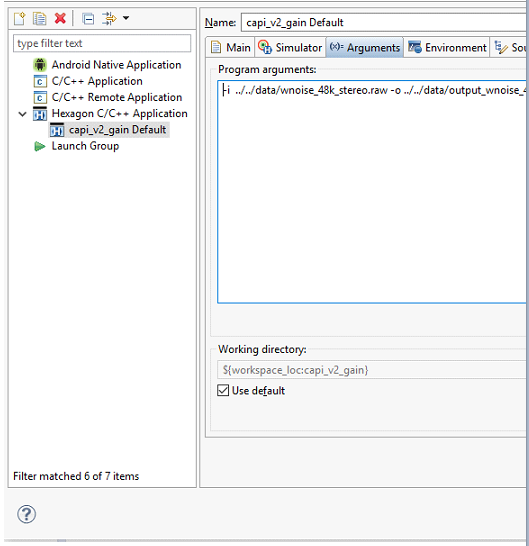 Name: capi_v2_gain Default
type filter text
Android Native Application
C/C++ Application
C/C++ Remote Application
Hexagon C/C++ Application
capi_v2_gain Default
Launch Group
Filter matched 6 of 7 items
Main Simulator (x)= Arguments Environment Sou
Program arguments:
-i ../../data/wnoise_48k_stereo.raw -o ../../data/output_wnoise_4
Working directory:
${workspace_loc:capi_v2_gain}
Use default